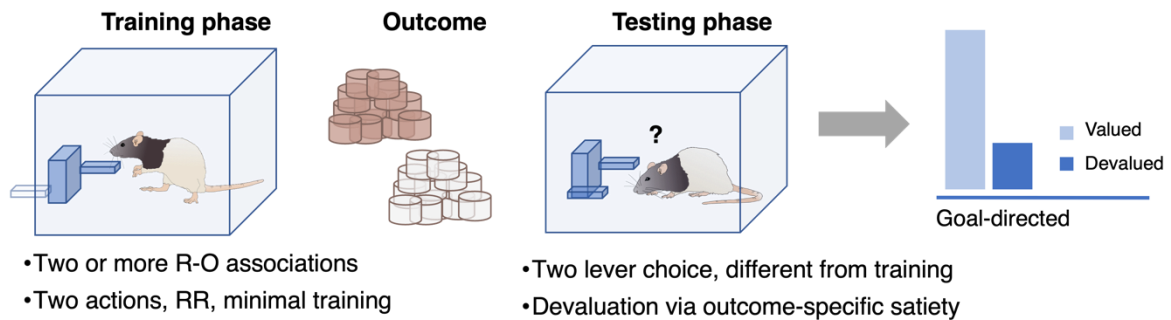 Training phase
Outcome
Testing phase
?
Valued
Devalued
Goal-directed
•Two or more R-O associations
•Two actions, RR, minimal training
•Two lever choice, different from training
•Devaluation via outcome-specific satiety